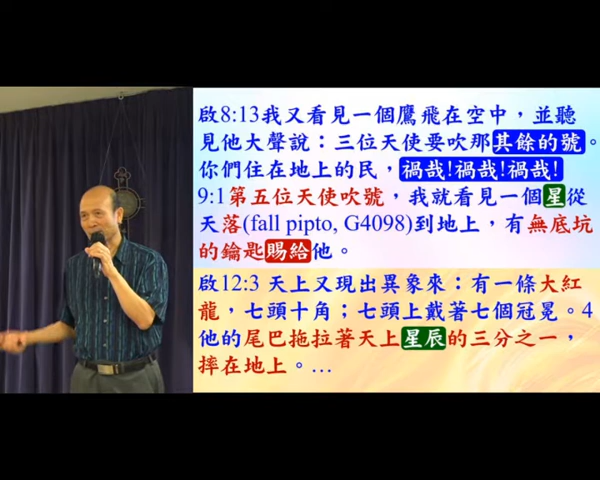 啟8:13我又看見一個鷹飛在空中，並聽
見他大聲說：三位天使要吹那其餘的號。
你們住在地上的民，禍哉!禍哉!禍哉!
9:1第五位天使吹號，我就看見一個星從
天落(fall pipto, G4098)到地上，有無底坑
的鑰匙賜給他。
啟12:3 天上又現出異象來：有一條大紅
龍，七頭十角；七頭上戴著七個冠冕。4
他的尾巴拖拉著天上星辰的三分之一，
摔在地上。…